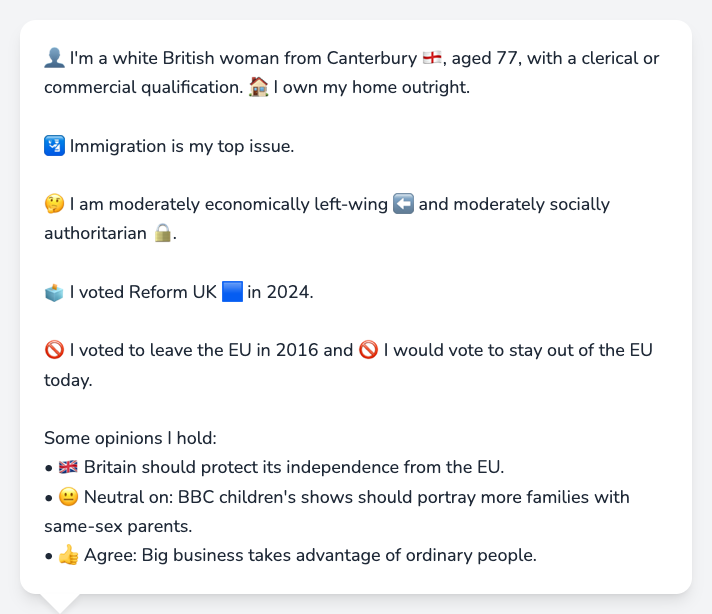 👤 I'm a white British woman from Canterbury 🏴󠁧󠁢󠁥󠁮󠁧󠁿, aged 77, with a clerical or
commercial qualification. 🏠 I own my home outright.
🛂 Immigration is my top issue.
🤔 I am moderately economically left-wing ⬅️ and moderately socially
authoritarian 🔒.
🗳️ I voted Reform UK 🟦 in 2024.
🚫 I voted to leave the EU in 2016 and 🚫 I would vote to stay out of the EU
today.
Some opinions I hold:
• 🇬🇧 Britain should protect its independence from the EU.
• 😐 Neutral on: BBC children's shows should portray more families with
same-sex parents.
• 👍 Agree: Big business takes advantage of ordinary people.